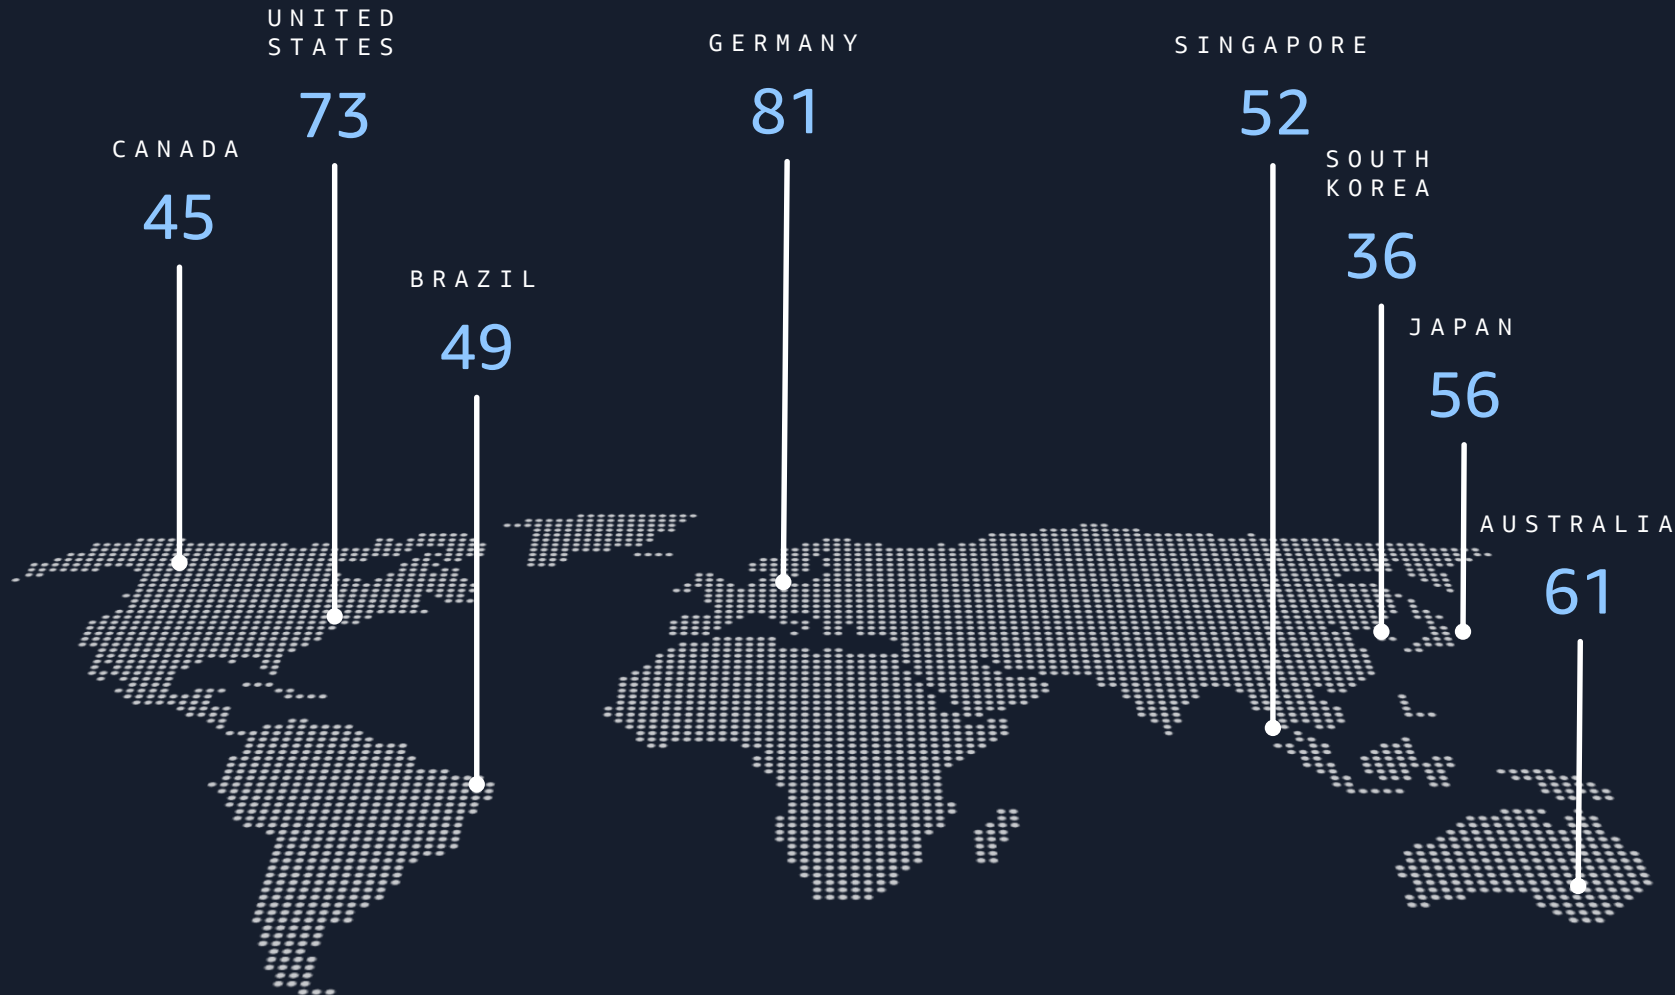 UNITED
STATES
73
CANADA
45
BRAZIL
49
GERMANY
81
SINGAPORE
52
SOUTH
KOREA
36
JAPAN
56
AUSTRALIA
61